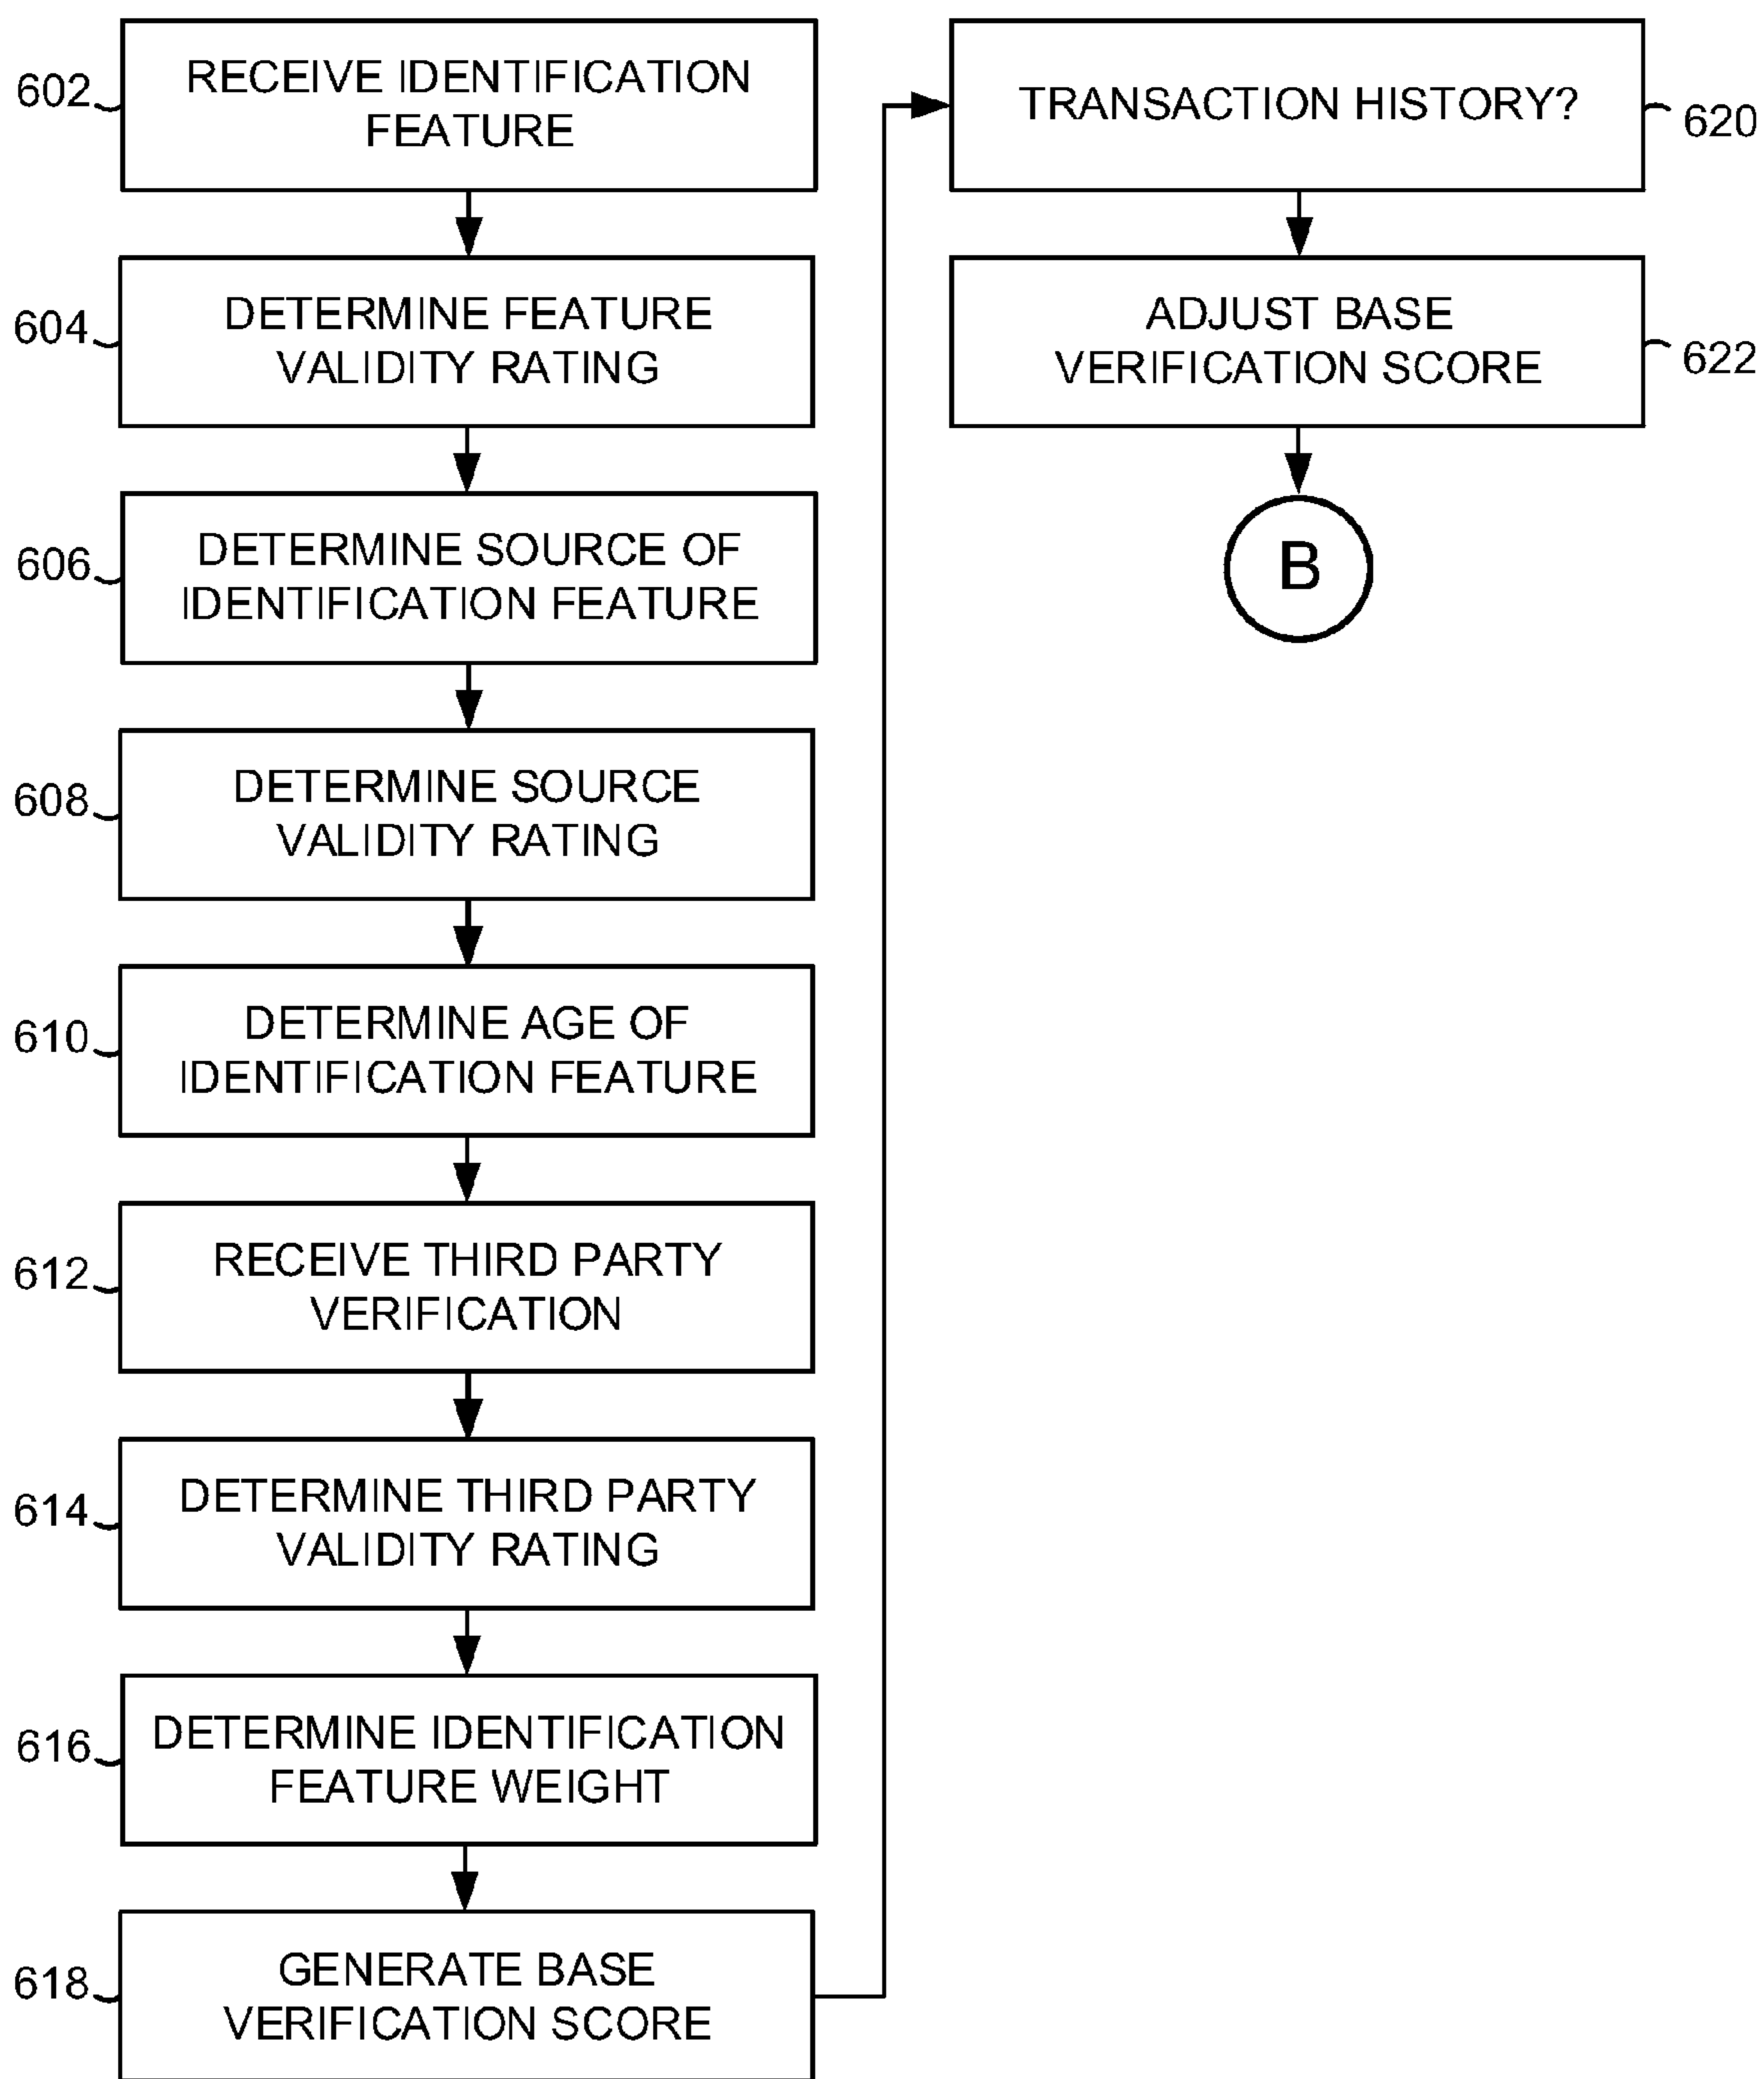 602
RECEIVE IDENTIFICATION
FEATURE
604
DETERMINE FEATURE
VALIDITY RATING
606
DETERMINE SOURCE OF
IDENTIFICATION FEATURE
608
DETERMINE SOURCE
VALIDITY RATING
610
DETERMINE AGE OF
IDENTIFICATION FEATURE
612
RECEIVE THIRD PARTY
VERIFICATION
614
DETERMINE THIRD PARTY
VALIDITY RATING
616
DETERMINE IDENTIFICATION
FEATURE WEIGHT
618
GENERATE BASE
VERIFICATION SCORE
TRANSACTION HISTORY?
620
ADJUST BASE
VERIFICATION SCORE
622
B